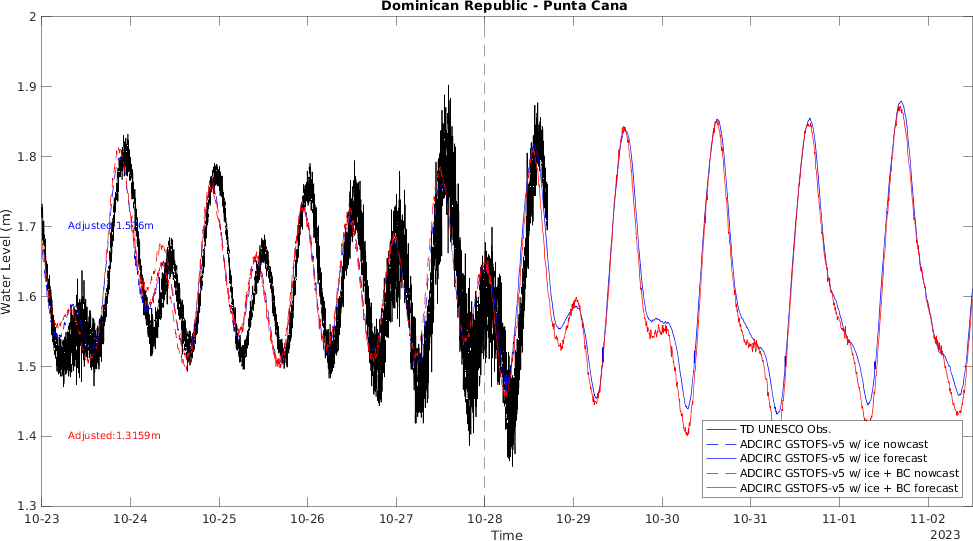 Dominican Republic - Punta Cana
2
1.9
1.8
1.7
1.6
1.5
1.4
1.3
Water Level (m)
Adjusted:1.536m
Adjusted:1.3159m
TD UNESCO Obs.
ADCIRC GSTOFS-v5 w/ ice nowcast
ADCIRC GSTOFS-v5 w/ ice forecast
ADCIRC GSTOFS-v5 w/ ice + BC nowcast
ADCIRC GSTOFS-v5 w/ ice + BC forecast
10-23 10-24 10-25 10-26 10-27 10-28 10-29 10-30 10-31 11-01 11-02
Time 2023